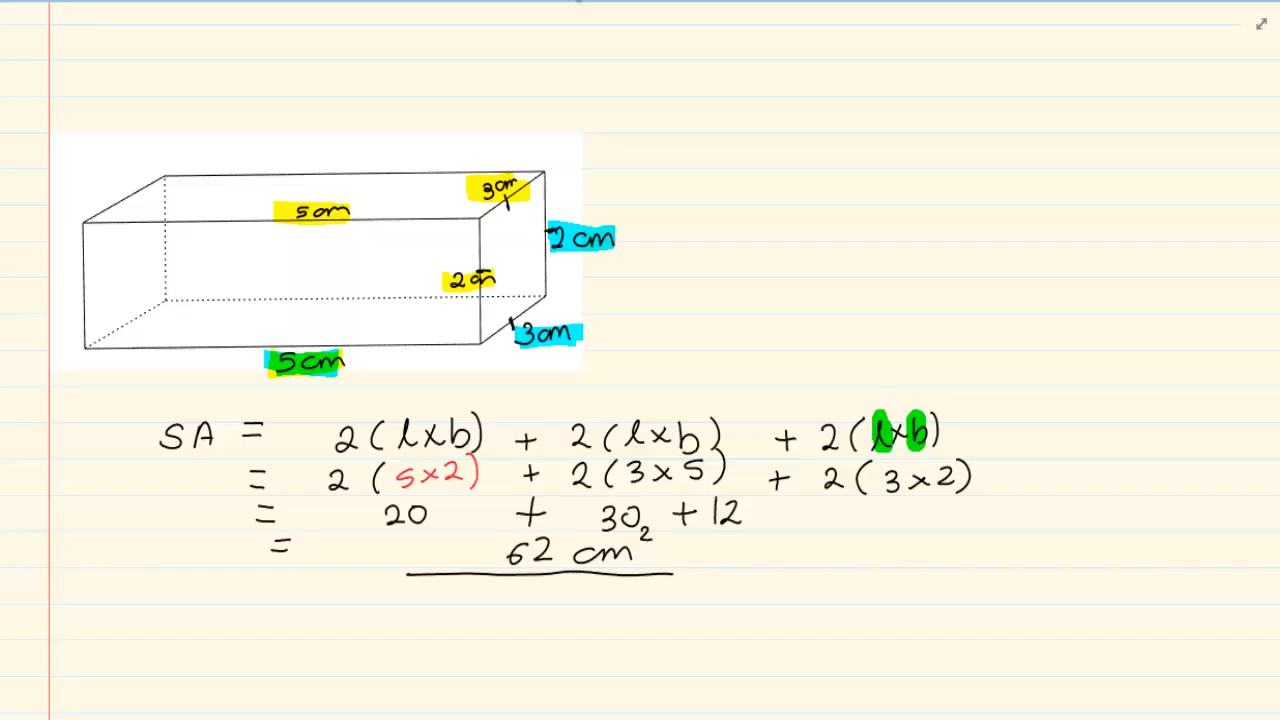 3cm
5cm
2cm
2cm
3cm
5cm
SA = 2(l×b) + 2(l×b) + 2(l×b)
= 2(5×2) + 2(3×5) + 2(3×2)
= 20 + 30 + 12
= 62 cm²